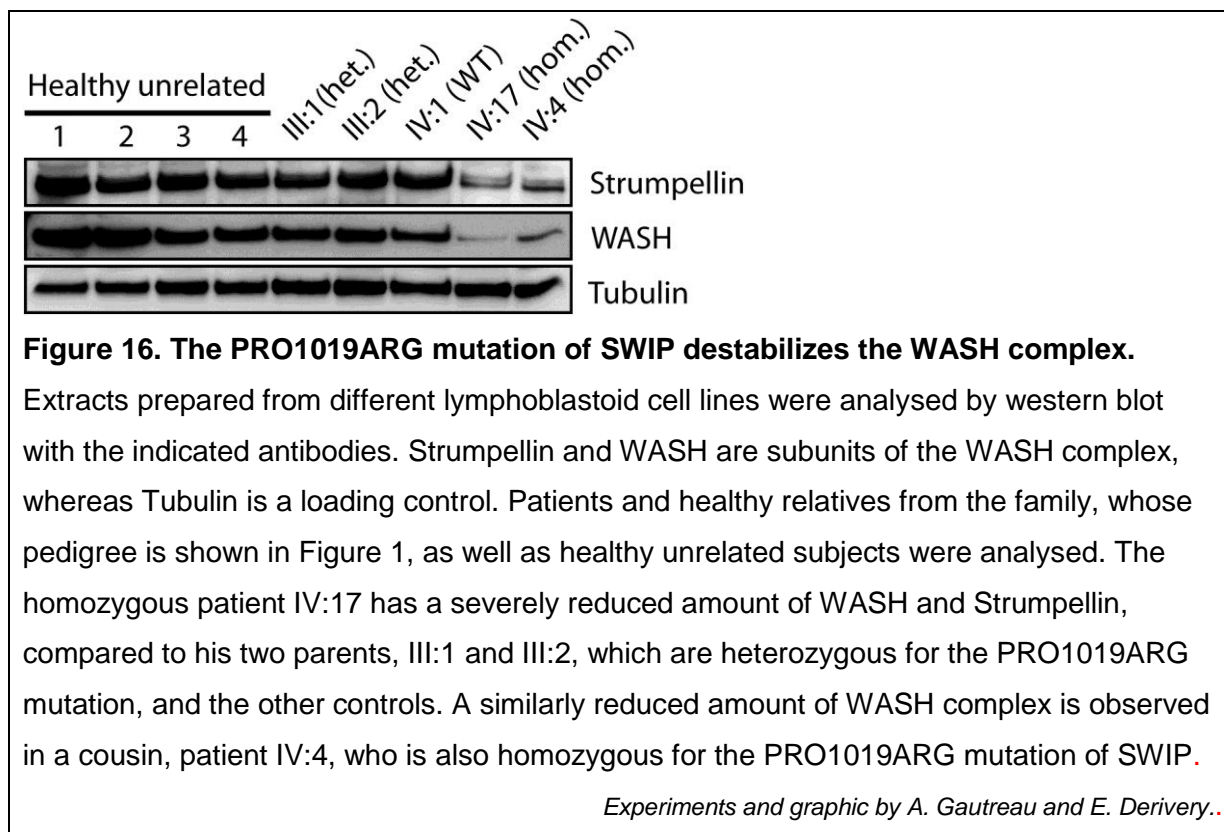 Healthy unrelated
1 2 3 4 III:1(het.) III:2 (het.) IV:1 (WT) IV:17 (hom.) IV:4 (hom.)
Strumpellin
WASH
Tubulin
Figure 16. The PRO1019ARG mutation of SWIP destabilizes the WASH complex.
Extracts prepared from different lymphoblastoid cell lines were analysed by western blot
with the indicated antibodies. Strumpellin and WASH are subunits of the WASH complex,
whereas Tubulin is a loading control. Patients and healthy relatives from the family, whose
pedigree is shown in Figure 1, as well as healthy unrelated subjects were analysed. The
homozygous patient IV:17 has a severely reduced amount of WASH and Strumpellin,
compared to his two parents, III:1 and III:2, which are heterozygous for the PRO1019ARG
mutation, and the other controls. A similarly reduced amount of WASH complex is observed
in a cousin, patient IV:4, who is also homozygous for the PRO1019ARG mutation of SWIP.
Experiments and graphic by A. Gautreau and E. Derivery..